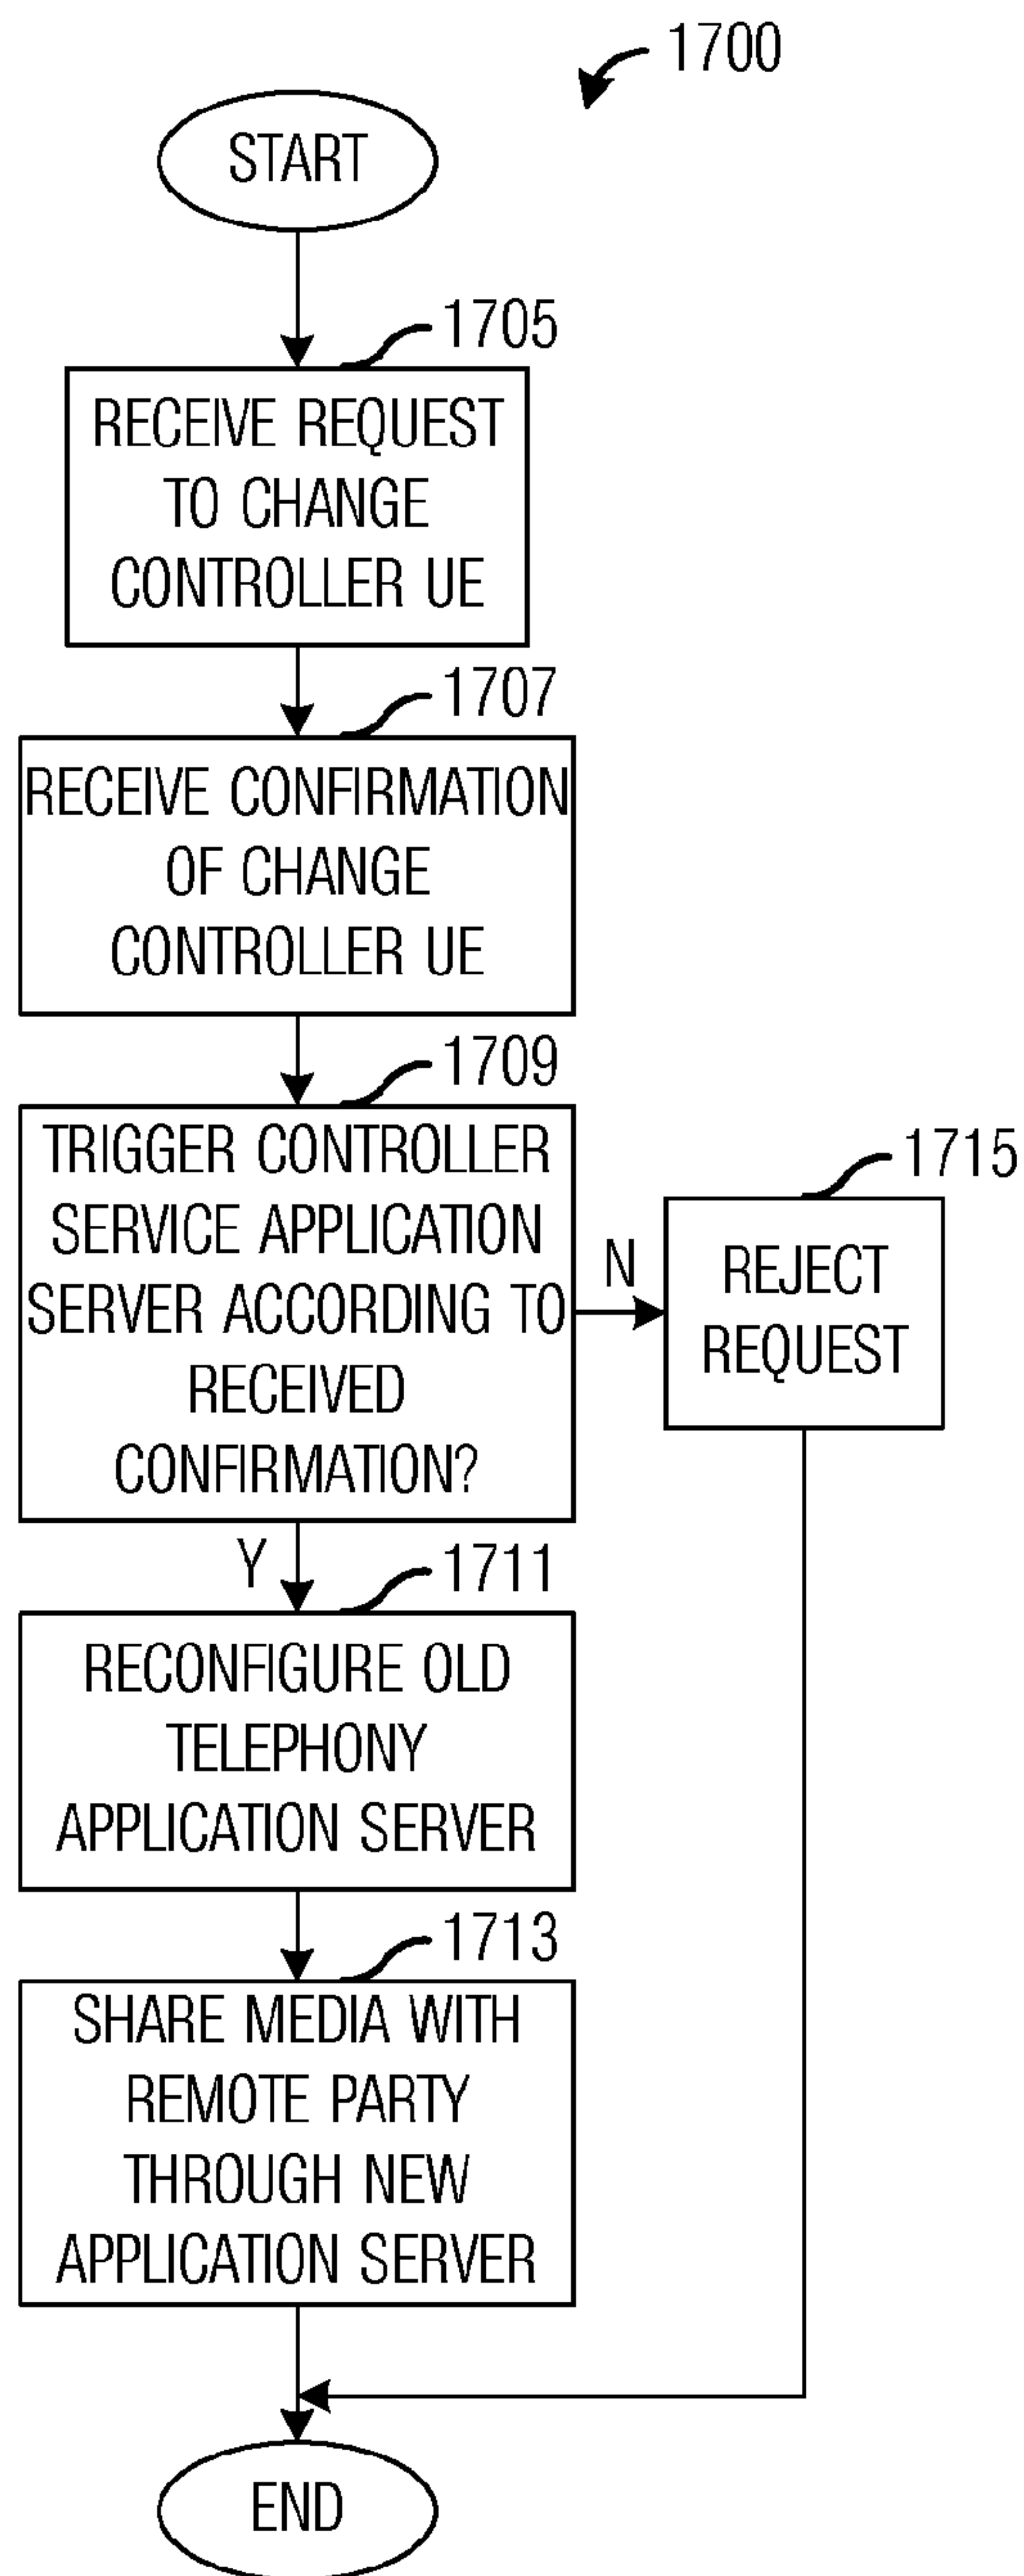 1700
START
1705
RECEIVE REQUEST
TO CHANGE
CONTROLLER UE
1707
RECEIVE CONFIRMATION
OF CHANGE
CONTROLLER UE
1709
TRIGGER CONTROLLER
SERVICE APPLICATION
SERVER ACCORDING TO
RECEIVED
CONFIRMATION?
N
1715
REJECT
REQUEST
Y
1711
RECONFIGURE OLD
TELEPHONY
APPLICATION SERVER
1713
SHARE MEDIA WITH
REMOTE PARTY
THROUGH NEW
APPLICATION SERVER
END